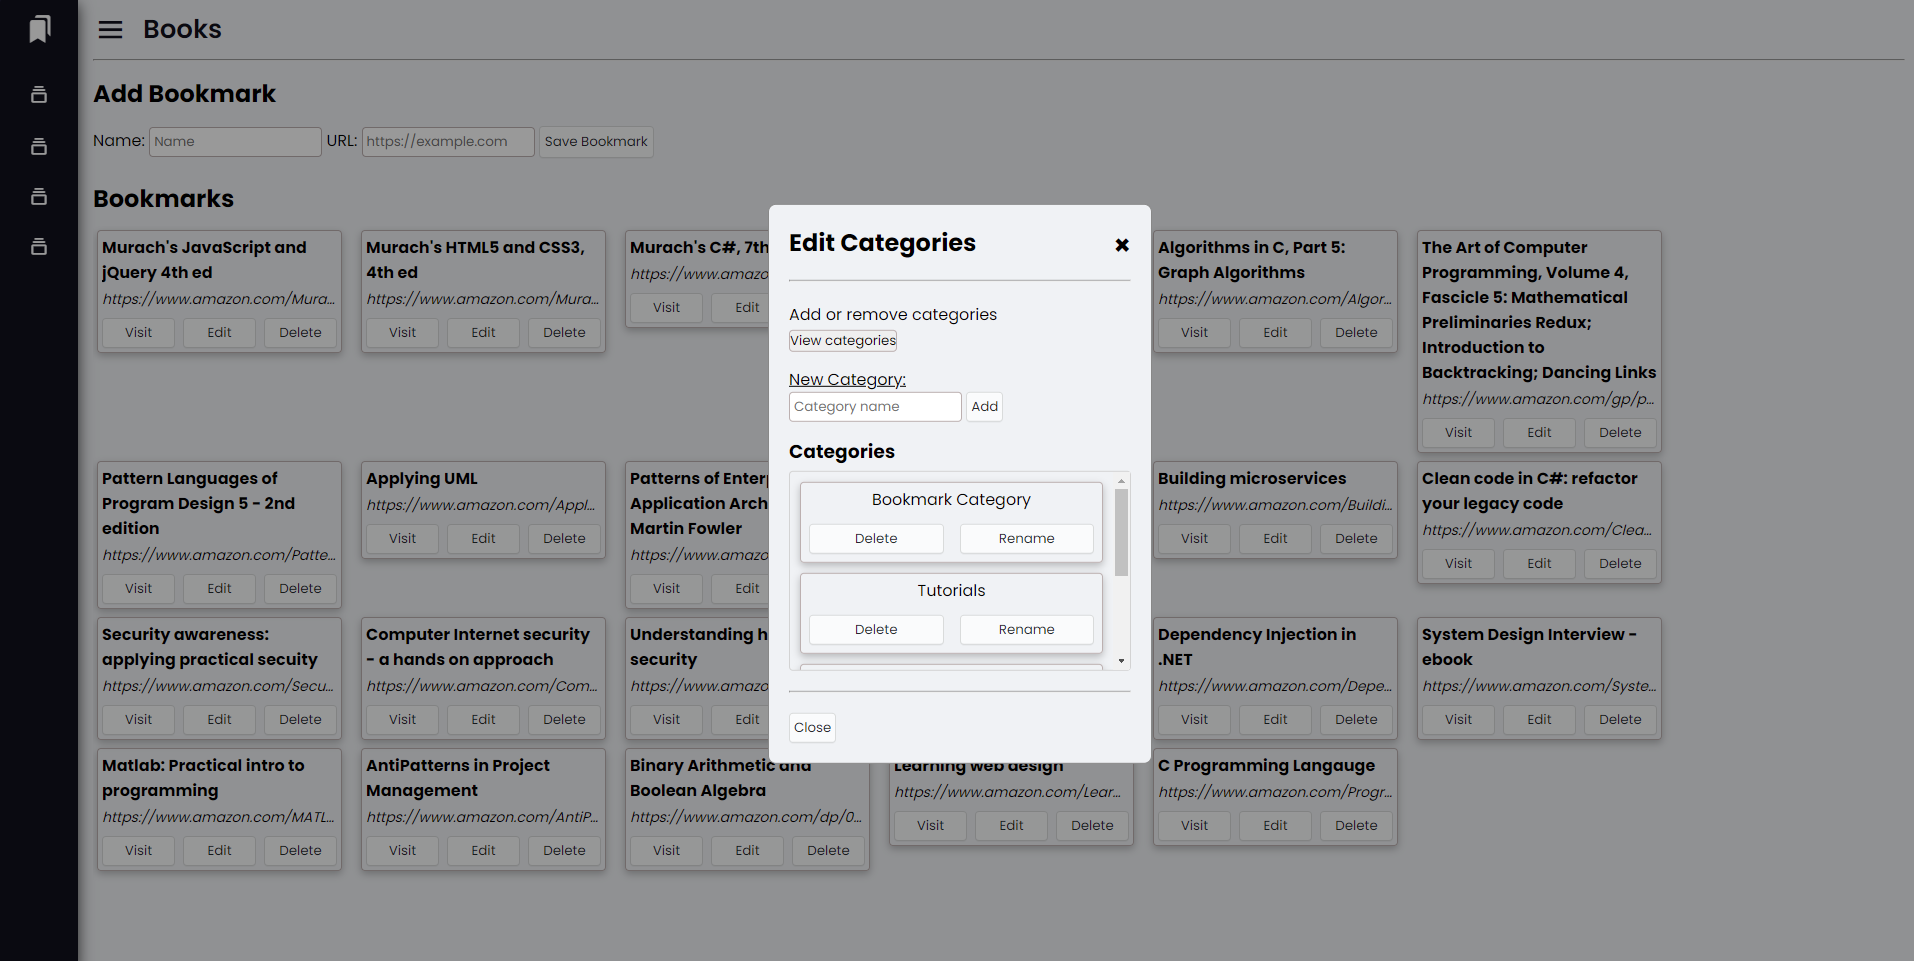 Books
Add Bookmark
Name: Name URL: https://example.com Save Bookmark
Bookmarks
Murach's JavaScript and
jQuery 4th ed
https://www.amazon.com/Mura...
Visit Edit Delete
Murach's HTML5 and CSS3,
4th ed
https://www.amazon.com/Mura...
Visit Edit Delete
Murach's C#, 7th
https://www.amazo
Visit Edit
Algorithms in C, Part 5:
Graph Algorithms
https://www.amazon.com/Algor...
Visit Edit Delete
The Art of Computer
Programming, Volume 4,
Fascicle 5: Mathematical
Preliminaries Redux;
Introduction to
Backtracking; Dancing Links
https://www.amazon.com/gp/p...
Visit Edit Delete
Pattern Languages of
Program Design 5 - 2nd
edition
https://www.amazon.com/Patte...
Visit Edit Delete
Applying UML
https://www.amazon.com/Appl...
Visit Edit Delete
Patterns of Enter
Application Arch
Martin Fowler
https://www.amazo
Visit Edit
Building microservices
https://www.amazon.com/Buildi...
Visit Edit Delete
Clean code in C#: refactor
your legacy code
https://www.amazon.com/Clea...
Visit Edit Delete
Security awareness:
applying practical secuity
https://www.amazon.com/Secu...
Visit Edit Delete
Computer Internet security
- a hands on approach
https://www.amazon.com/Com...
Visit Edit Delete
Understanding h
security
https://www.amazo
Visit Edit
Dependency Injection in
.NET
https://www.amazon.com/Depe...
Visit Edit Delete
System Design Interview -
ebook
https://www.amazon.com/Syste...
Visit Edit Delete
Matlab: Practical intro to
programming
https://www.amazon.com/MATL...
Visit Edit Delete
AntiPatterns in Project
Management
https://www.amazon.com/AntiP...
Visit Edit Delete
Binary Arithmetic and
Boolean Algebra
https://www.amazon.com/dp/0...
Visit Edit Delete
Learning web design
https://www.amazon.com/Lear...
Visit Edit Delete
C Programming Langauge
https://www.amazon.com/Progr...
Visit Edit Delete
Edit Categories
Add or remove categories
View categories
New Category:
Category name Add
Categories
Bookmark Category
Delete Rename
Tutorials
Delete Rename
Close